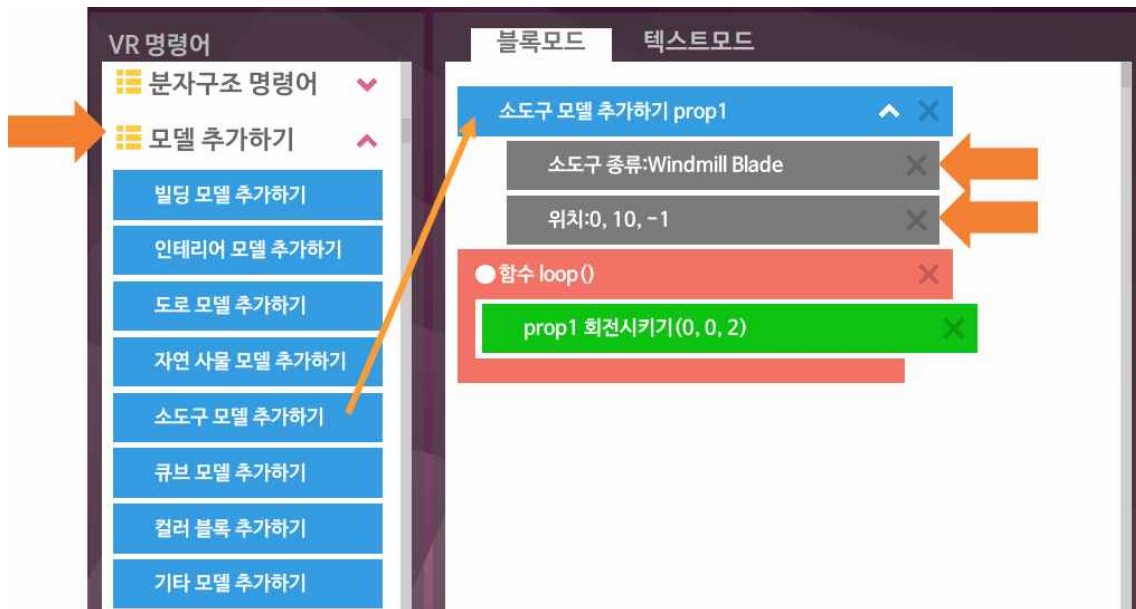 VR 명령어
분자구조 명령어
모델 추가하기
빌딩 모델 추가하기
인테리어 모델 추가하기
도로 모델 추가하기
자연 사물 모델 추가하기
소도구 모델 추가하기
큐브 모델 추가하기
컬러 블록 추가하기
기타 모델 추가하기
블록모드 텍스트모드
소도구 모델 추가하기 prop1
소도구 종류:Windmill Blade
위치:0, 10, -1
함수 loop()
prop1 회전시키기(0, 0, 2)